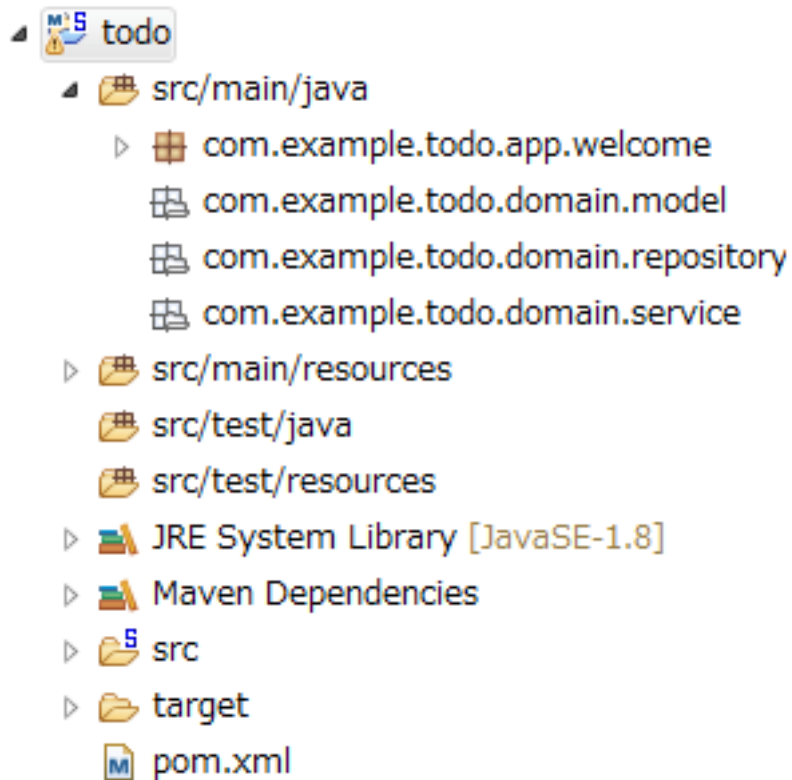 todo
src/main/java
com.example.todo.app.welcome
com.example.todo.domain.model
com.example.todo.domain.repository
com.example.todo.domain.service
src/main/resources
src/test/java
src/test/resources
JRE System Library [JavaSE-1.8]
Maven Dependencies
src
target
pom.xml